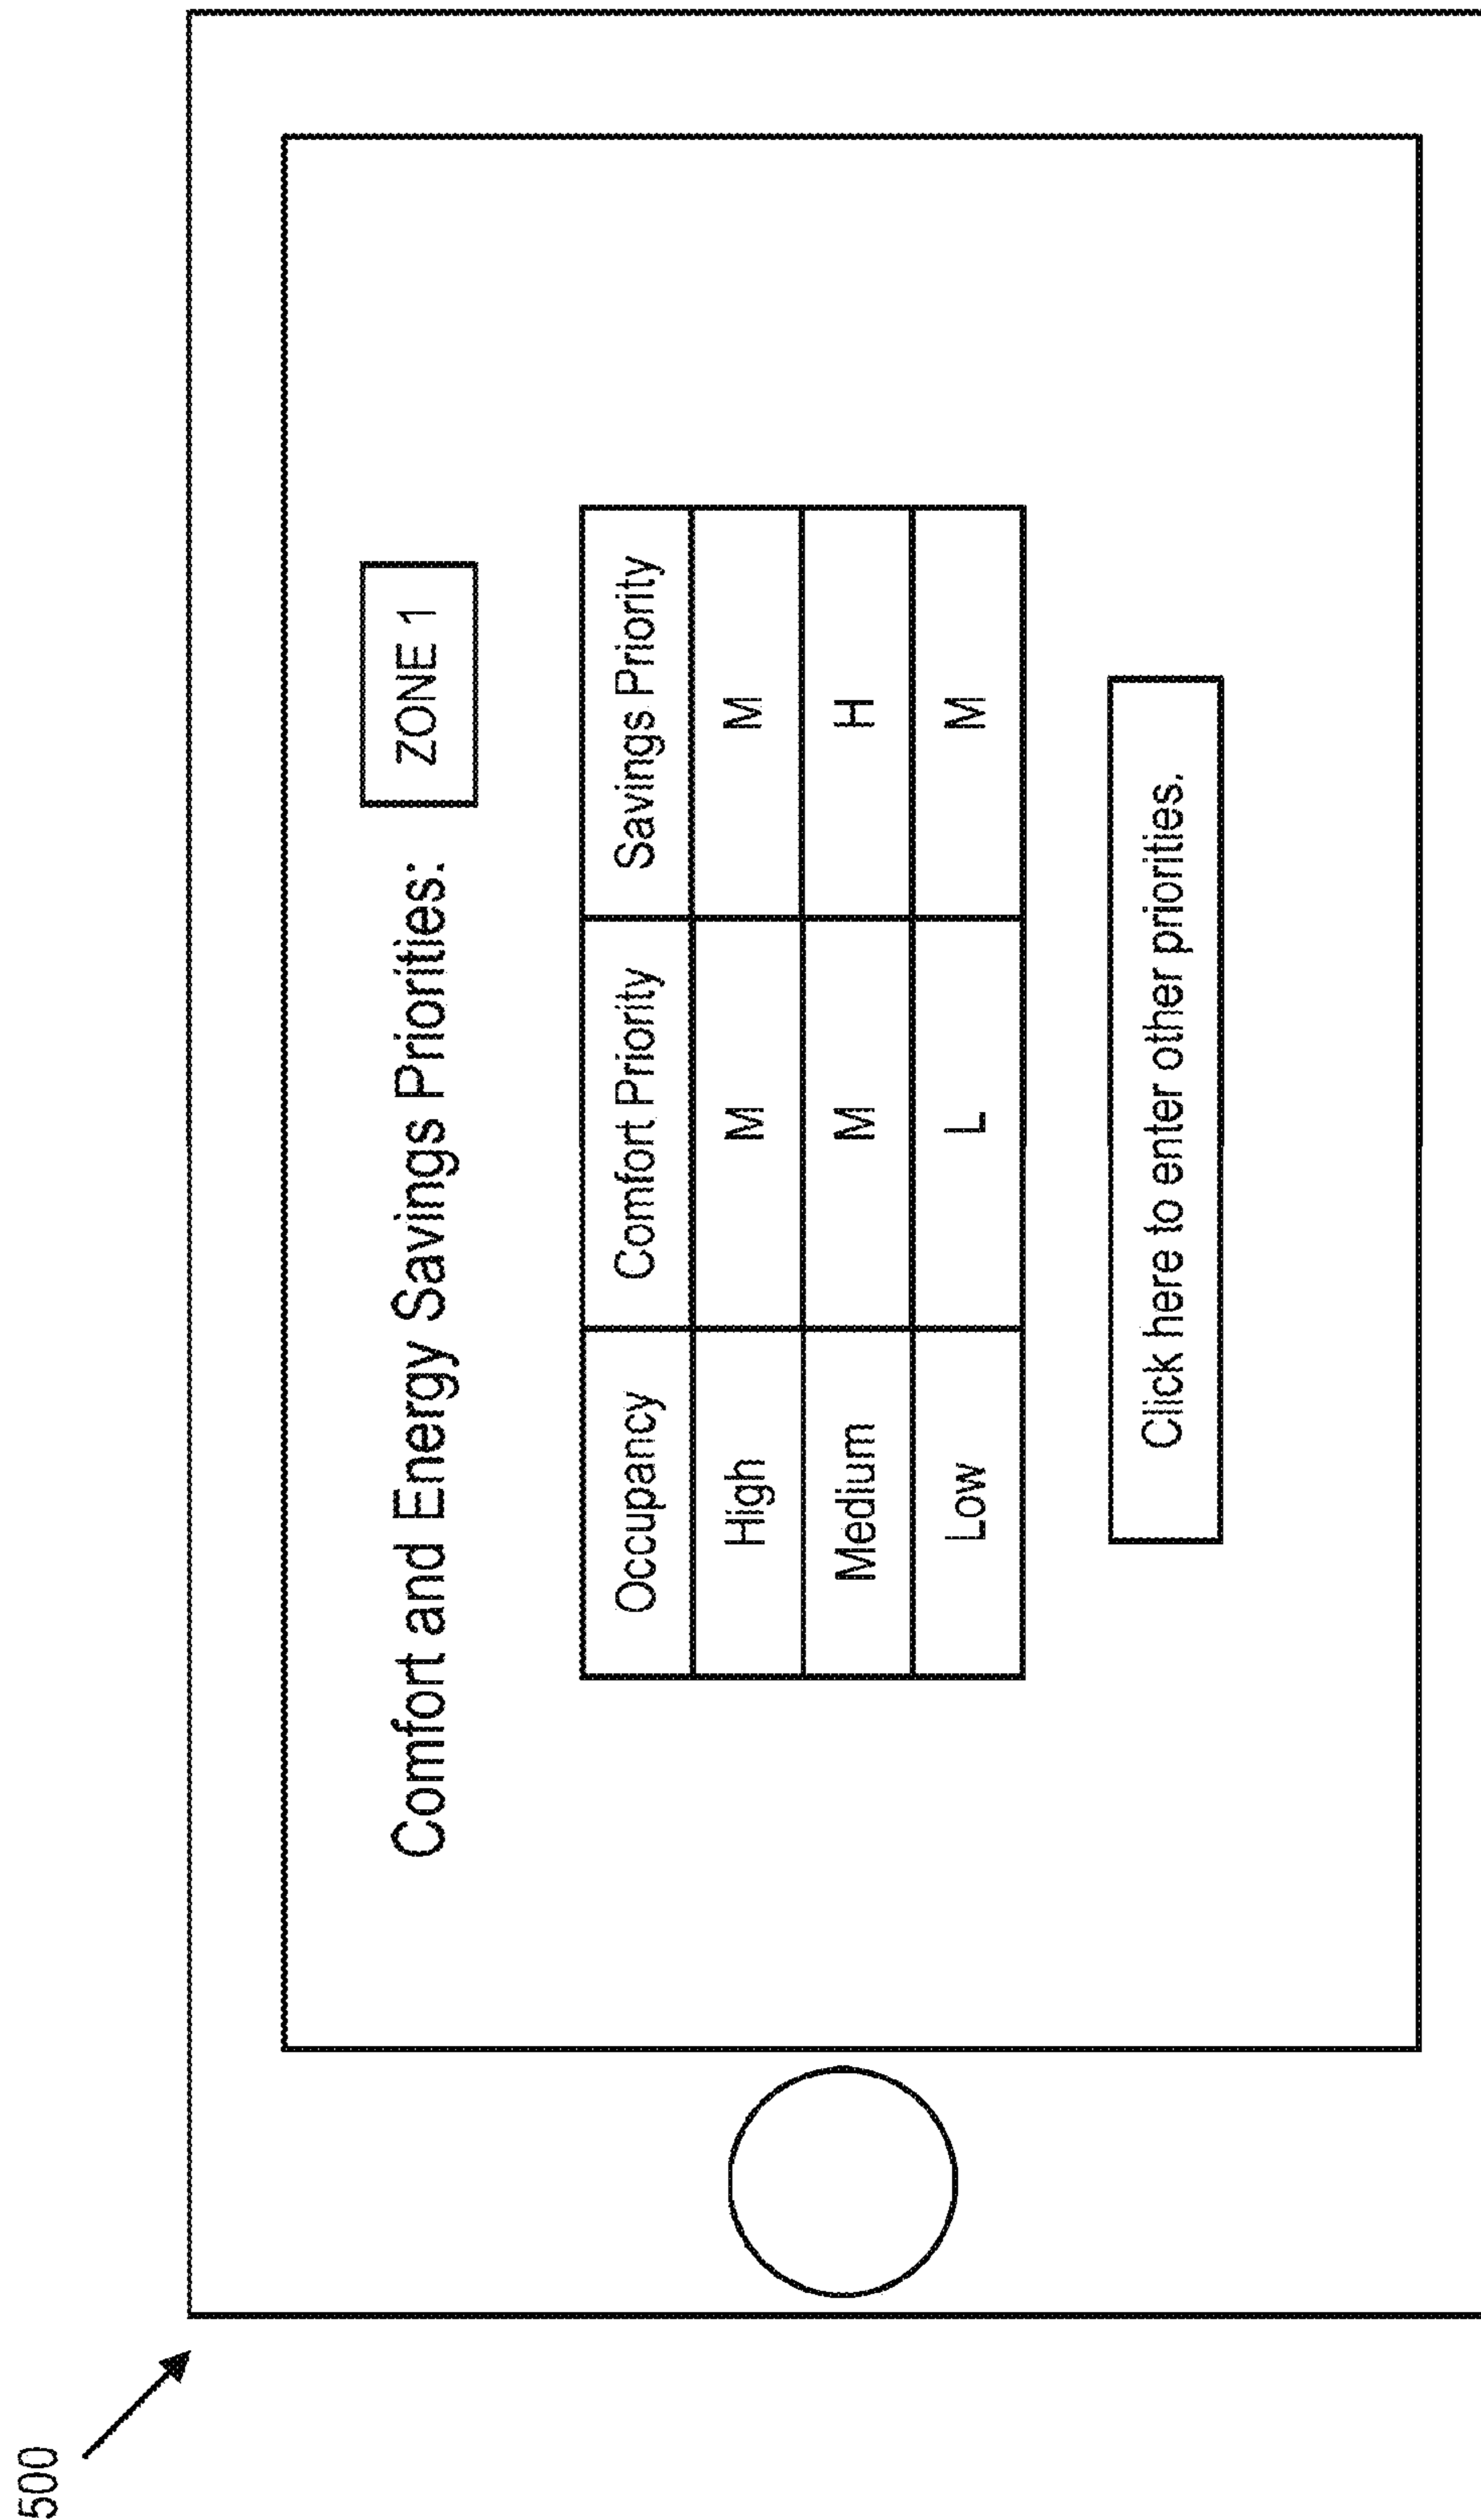 500
Comfort and Energy Savings Priorities: ZONE 1
Occupancy Comfort Priority Savings Priority
High M M
Medium M H
Low L M
Click here to enter other priorities.